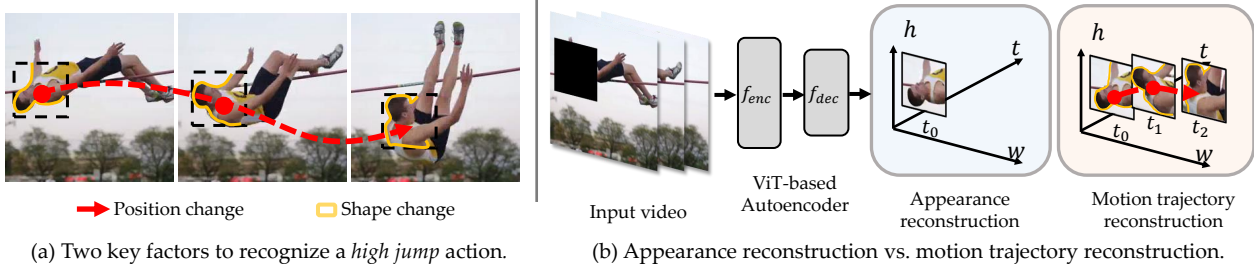 Position change
Shape change
(a) Two key factors to recognize a high jump action.
Input video
f_enc
f_dec
ViT-based
Autoencoder
h
t
t_0
w
Appearance
reconstruction
h
t
t_0
t_1
t_2
w
Motion trajectory
reconstruction
(b) Appearance reconstruction vs. motion trajectory reconstruction.